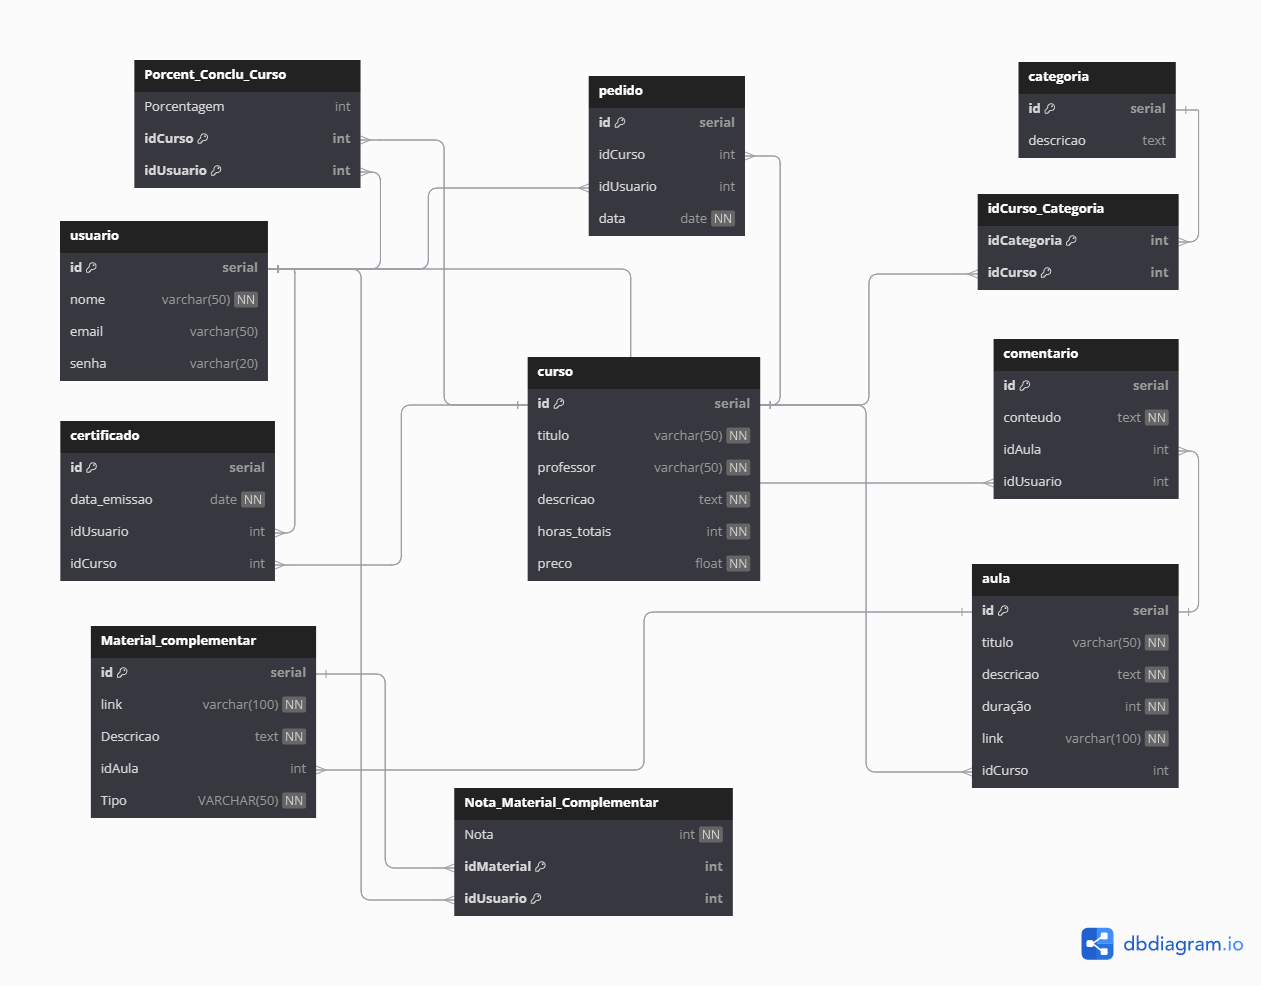 Porcent_Conclu_Curso
Porcentagem int
idCurso int
idUsuario int
pedido
id serial
idCurso int
idUsuario int
data date NN
categoria
id serial
descricao text
idCurso_Categoria
idCategoria int
idCurso int
usuario
id serial
nome varchar(50) NN
email varchar(50)
senha varchar(20)
curso
id serial
titulo varchar(50) NN
professor varchar(50) NN
descricao text NN
horas_totais int NN
preco float NN
comentario
id serial
conteudo text NN
idAula int
idUsuario int
certificado
id serial
data_emissao date NN
idUsuario int
idCurso int
aula
id serial
titulo varchar(50) NN
descricao text NN
duração int NN
link varchar(100) NN
idCurso int
Material_complementar
id serial
link varchar(100) NN
Descricao text NN
idAula int
Tipo VARCHAR(50) NN
Nota_Material_Complementar
Nota int NN
idMaterial int
idUsuario int
dbdiagram.io